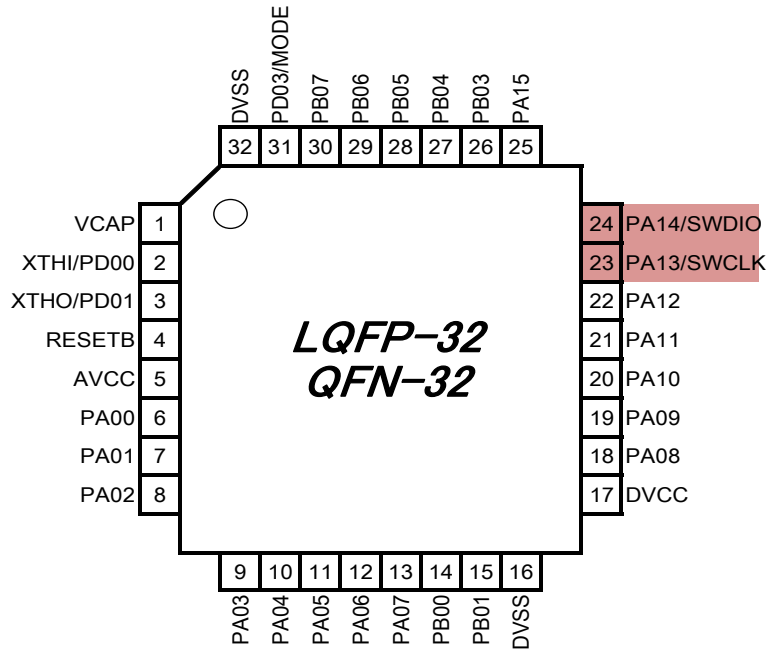 DVSS
PD03/MODE
PB07
PB06
PB05
PB04
PB03
PA15
32 31 30 29 28 27 26 25
VCAP 1
XTHI/PD00 2
XTHO/PD01 3
RESETB 4
AVCC 5
PA00 6
PA01 7
PA02 8
LQFP-32
QFN-32
24 PA14/SWDIO
23 PA13/SWCLK
22 PA12
21 PA11
20 PA10
19 PA09
18 PA08
17 DVCC
9 10 11 12 13 14 15 16
PA03
PA04
PA05
PA06
PA07
PB00
PB01
DVSS